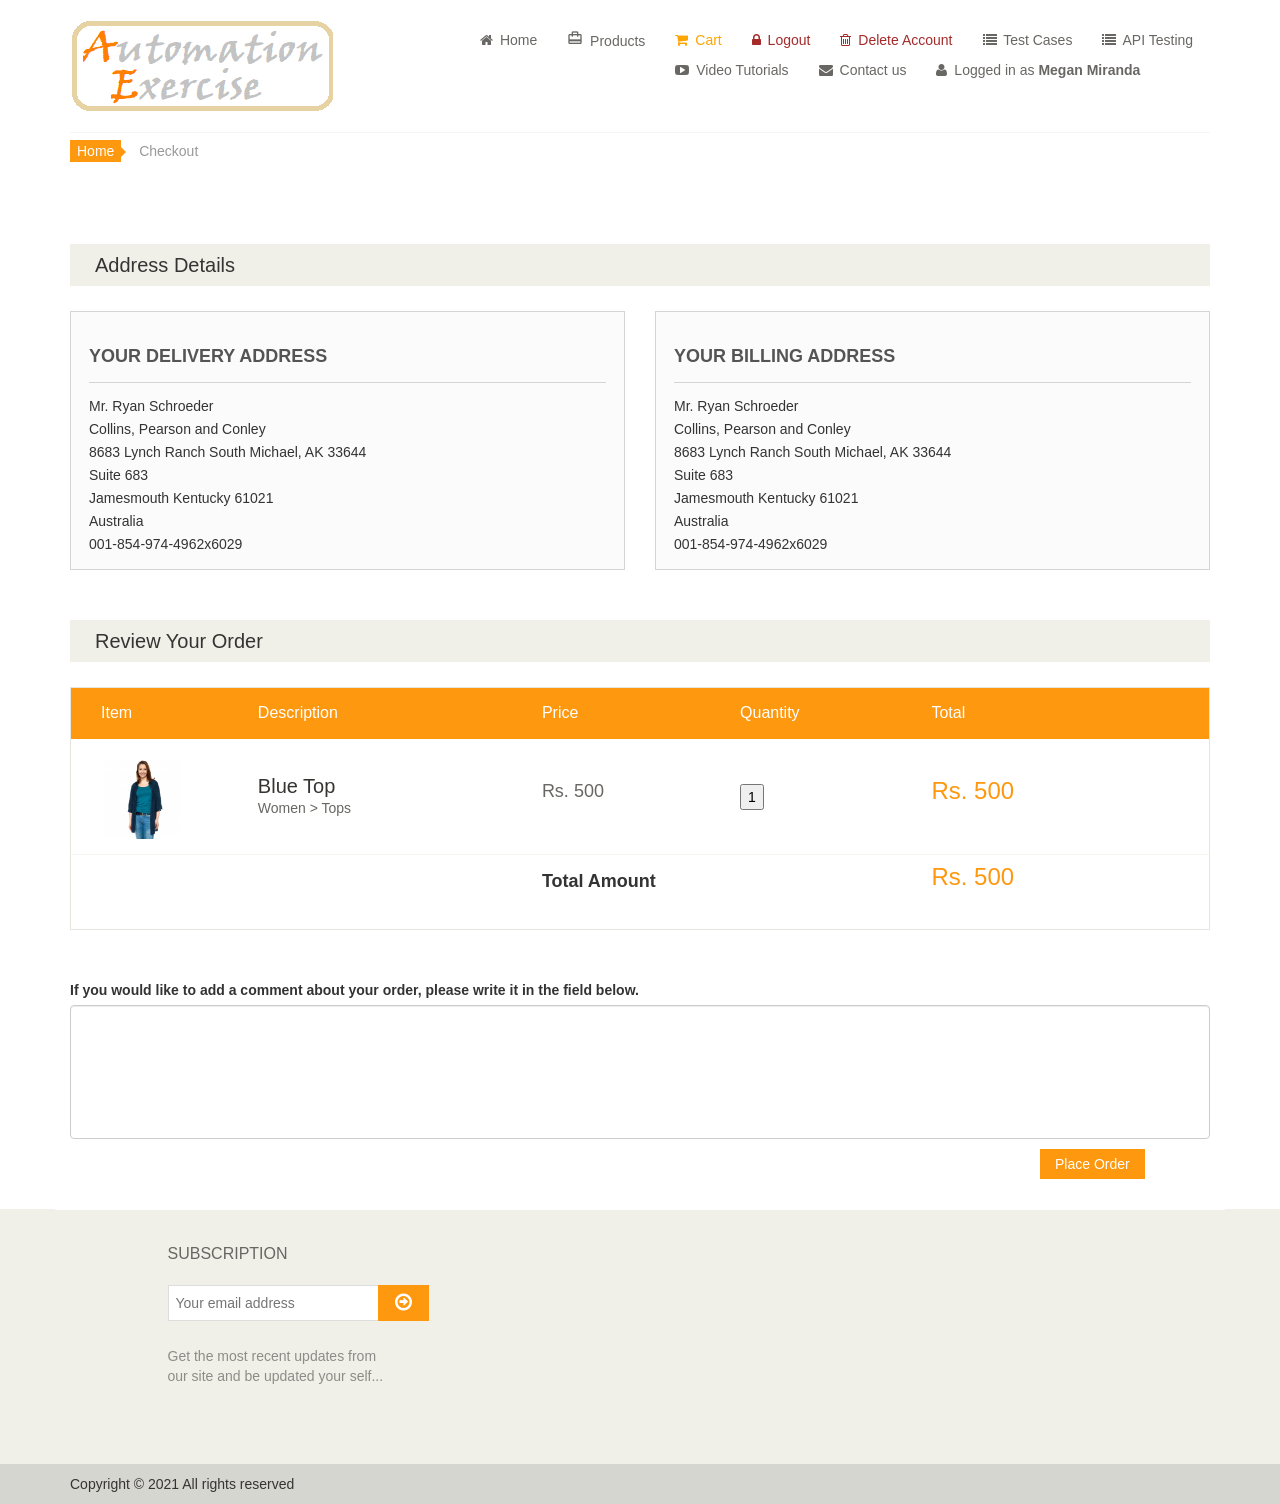 Automation
Exercise
Home Products Cart Logout Delete Account Test Cases API Testing
Video Tutorials Contact us Logged in as Megan Miranda
Home Checkout
Address Details
YOUR DELIVERY ADDRESS
Mr. Ryan Schroeder
Collins, Pearson and Conley
8683 Lynch Ranch South Michael, AK 33644
Suite 683
Jamesmouth Kentucky 61021
Australia
001-854-974-4962x6029
YOUR BILLING ADDRESS
Mr. Ryan Schroeder
Collins, Pearson and Conley
8683 Lynch Ranch South Michael, AK 33644
Suite 683
Jamesmouth Kentucky 61021
Australia
001-854-974-4962x6029
Review Your Order
Item Description Price Quantity Total
Blue Top
Women > Tops
Rs. 500
1
Rs. 500
Total Amount Rs. 500
If you would like to add a comment about your order, please write it in the field below.
Place Order
SUBSCRIPTION
Your email address
Get the most recent updates from
our site and be updated your self...
Copyright © 2021 All rights reserved